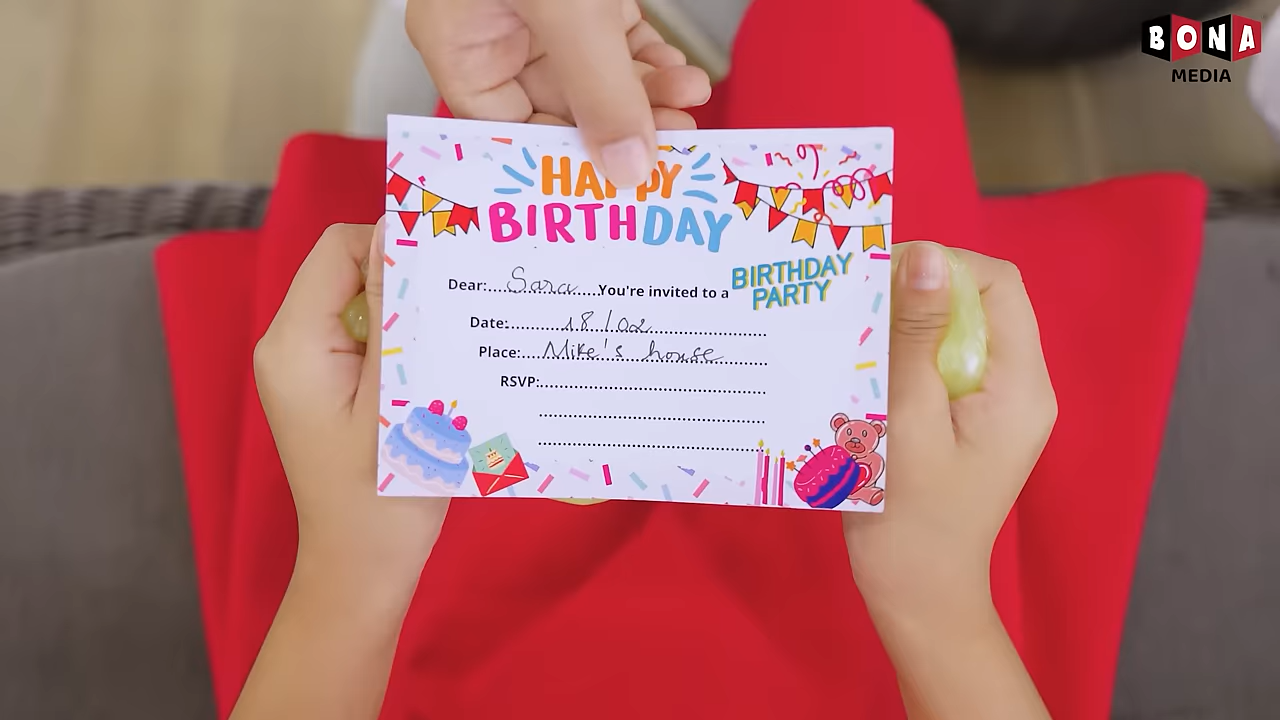 BONA
MEDIA
HAPPY
BIRTHDAY
Dear:......Sara......You're invited to a BIRTHDAY PARTY
Date:......18/02......
Place:......Mike's house......
RSVP:......